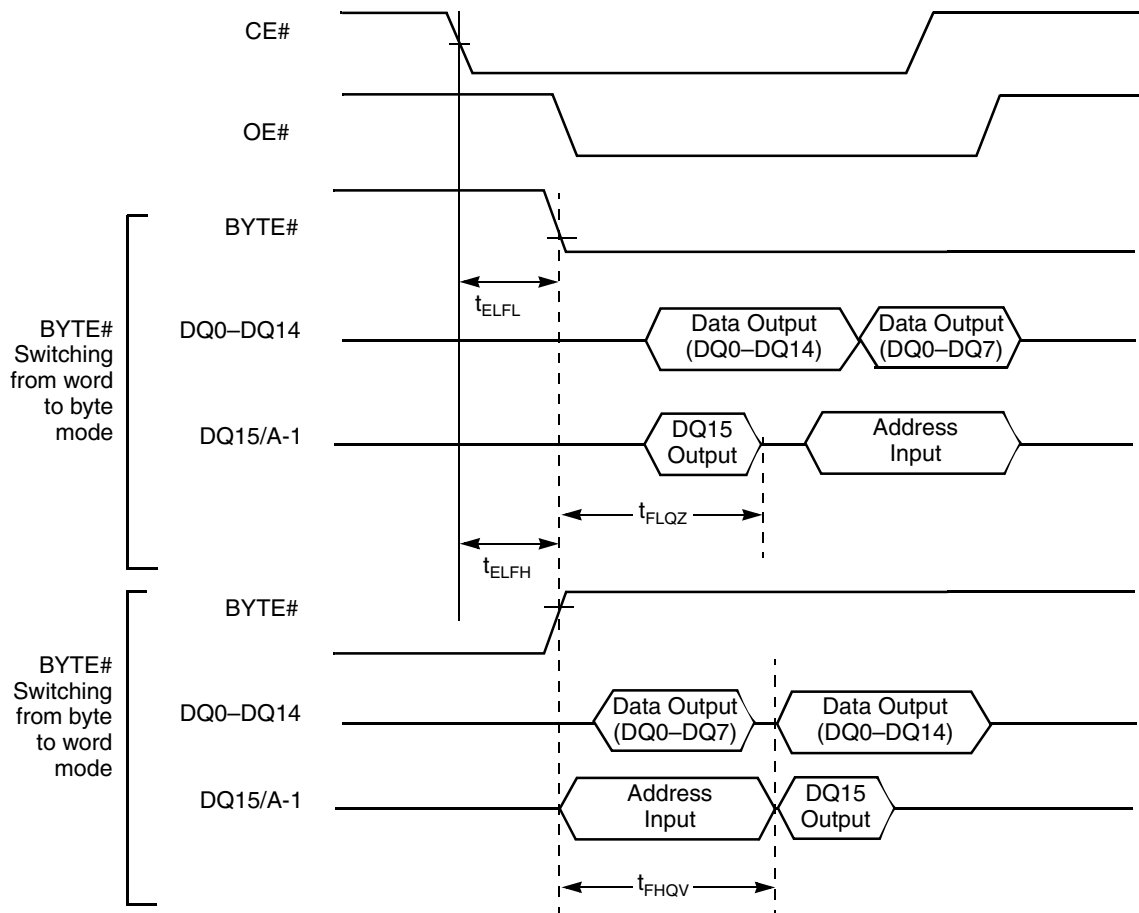 CE#
OE#
BYTE#
tELFL
BYTE#
Switching
from word
to byte
mode
DQ0–DQ14
Data Output
(DQ0–DQ14)
Data Output
(DQ0–DQ7)
DQ15/A-1
DQ15
Output
Address
Input
tFLQZ
tELFH
BYTE#
BYTE#
Switching
from byte
to word
mode
DQ0–DQ14
Data Output
(DQ0–DQ7)
Data Output
(DQ0–DQ14)
DQ15/A-1
Address
Input
DQ15
Output
tFHQV